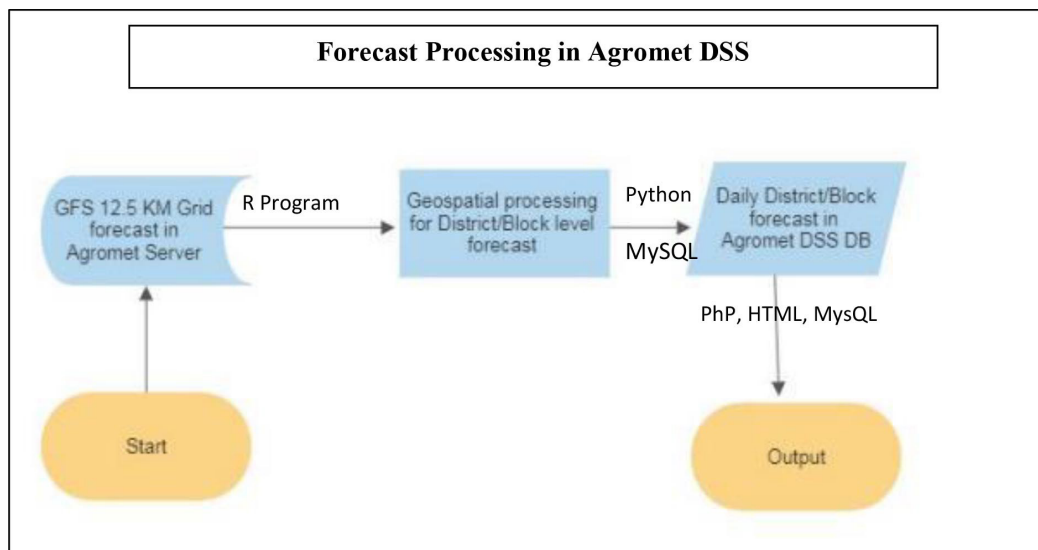 Forecast Processing in Agromet DSS
GFS 12.5 KM Grid
forecast in
Agromet Server
R Program
Geospatial processing
for District/Block level
forecast
Python
MySQL
Daily District/Block
forecast in
Agromet DSS DB
PhP, HTML, MysQL
Start
Output